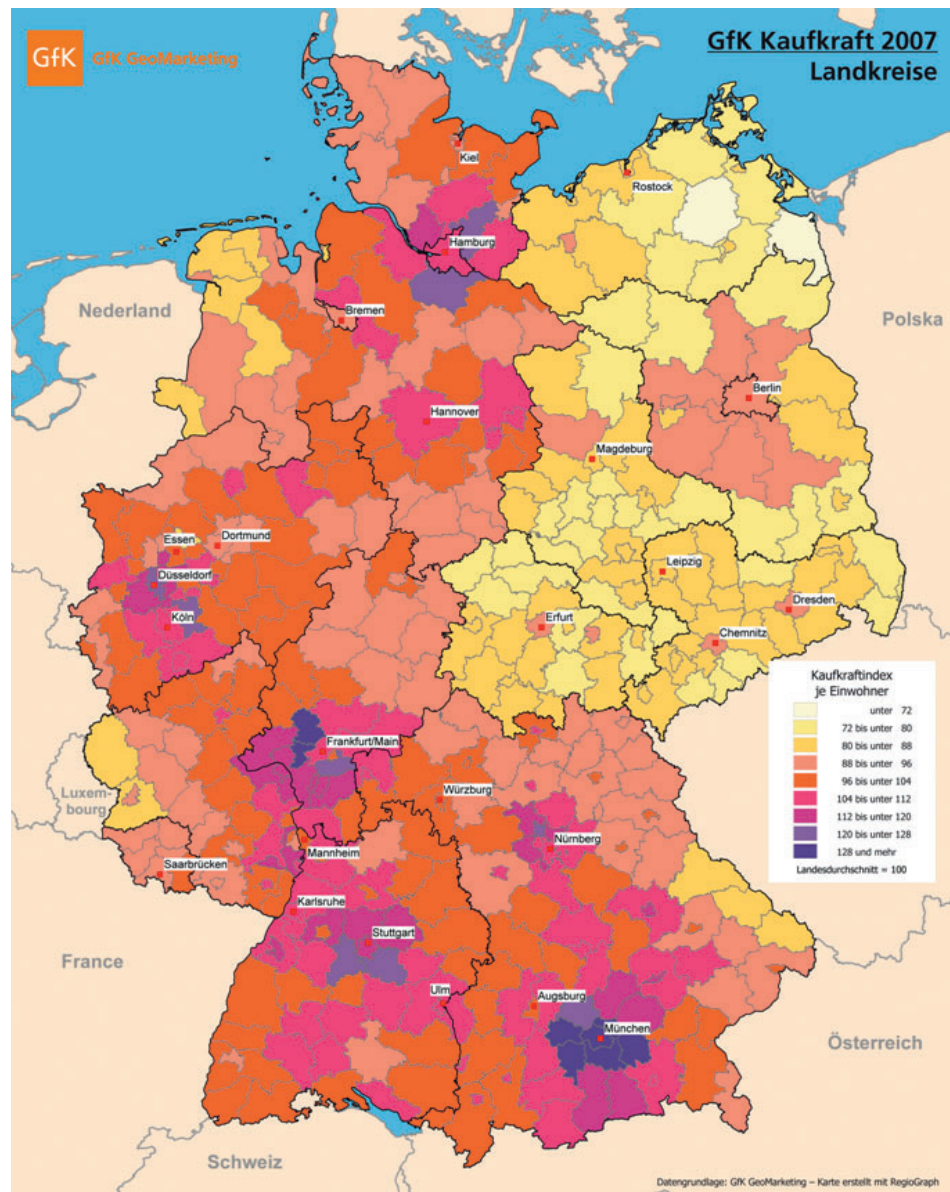 GfK
GfK GeoMarketing
GfK Kaufkraft 2007
Landkreise
Kiel
Rostock
Hamburg
Nederland
Bremen
Polska
Berlin
Hannover
Magdeburg
Essen
Dortmund
Düsseldorf
Leipzig
Köln
Erfurt
Dresden
Chemnitz
Kaufkraftindex
je Einwohner
unter 72
72 bis unter 80
80 bis unter 88
88 bis unter 96
96 bis unter 104
104 bis unter 112
112 bis unter 120
120 bis unter 128
128 und mehr
Landesdurchschnitt = 100
Frankfurt/Main
Luxem-
bourg
Würzburg
Nürnberg
Mannheim
Saarbrücken
Karlsruhe
Stuttgart
France
Ulm
Augsburg
München
Österreich
Schweiz
Datengrundlage: GfK GeoMarketing – Karte erstellt mit RegioGraph